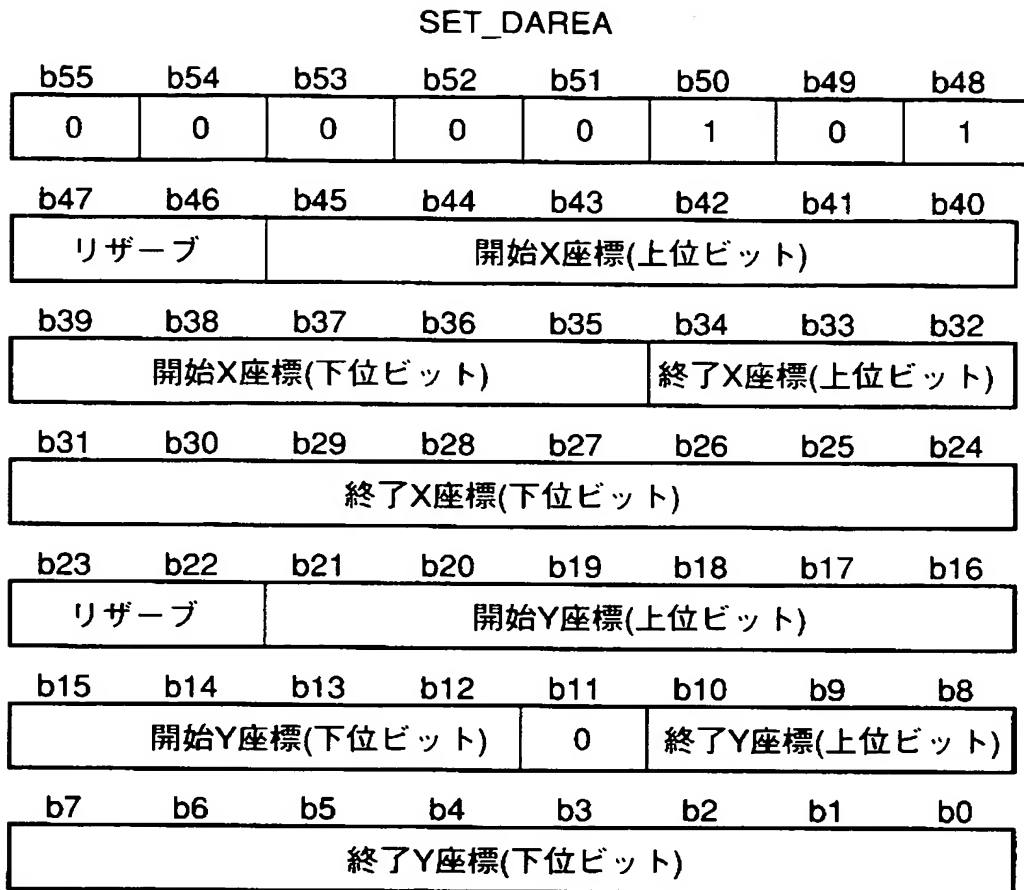 SET_DAREA
b55 b54 b53 b52 b51 b50 b49 b48
0 0 0 0 0 1 0 1
b47 b46 b45 b44 b43 b42 b41 b40
リザーブ 開始X座標(上位ビット)
b39 b38 b37 b36 b35 b34 b33 b32
開始X座標(下位ビット) 終了X座標(上位ビット)
b31 b30 b29 b28 b27 b26 b25 b24
終了X座標(下位ビット)
b23 b22 b21 b20 b19 b18 b17 b16
リザーブ 開始Y座標(上位ビット)
b15 b14 b13 b12 b11 b10 b9 b8
開始Y座標(下位ビット) 0 終了Y座標(上位ビット)
b7 b6 b5 b4 b3 b2 b1 b0
終了Y座標(下位ビット)